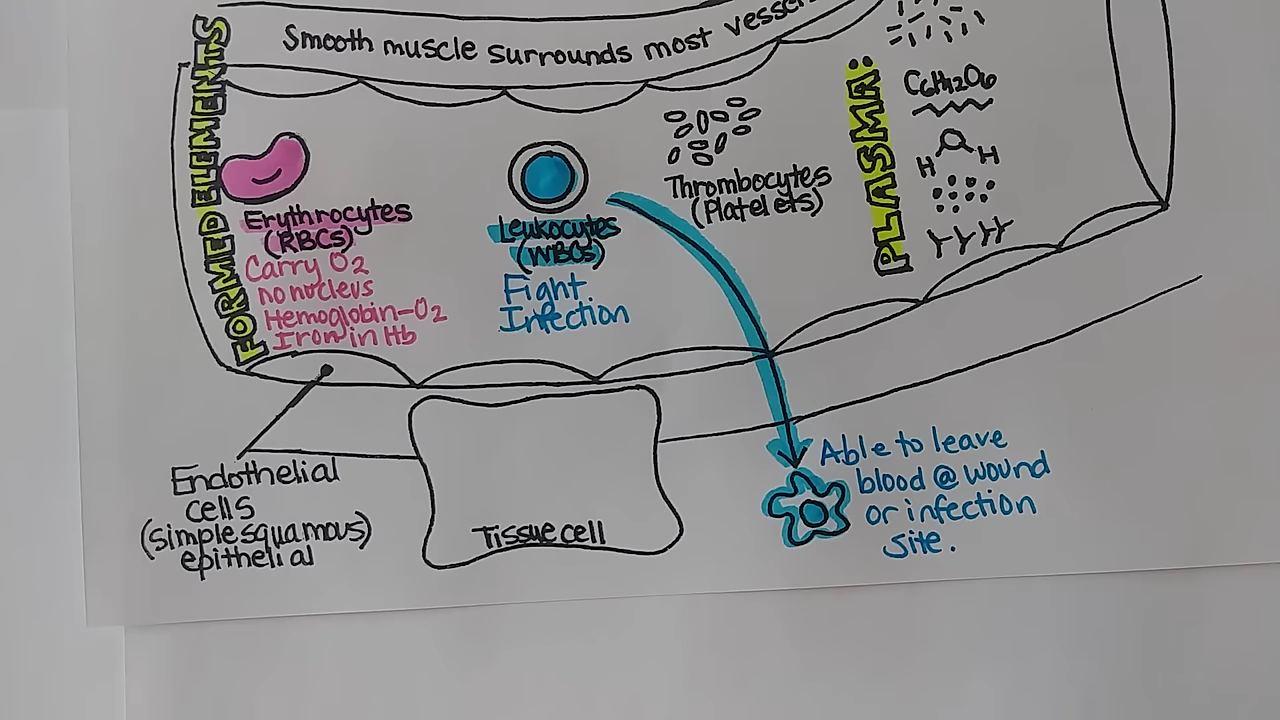 Smooth muscle surrounds most vessels
FORMED ELEMENTS
Erythrocytes
(RBCs)
Carry O2
no nucleus
Hemoglobin-O2
Iron in Hb
Leukocytes
(WBCs)
Fight
Infection
Thrombocytes
(Platelets)
PLASMA:
C6H12O6
H H
Able to leave
blood @ wound
or infection
site.
Endothelial
cells
(simple squamous)
epithelial
Tissue cell